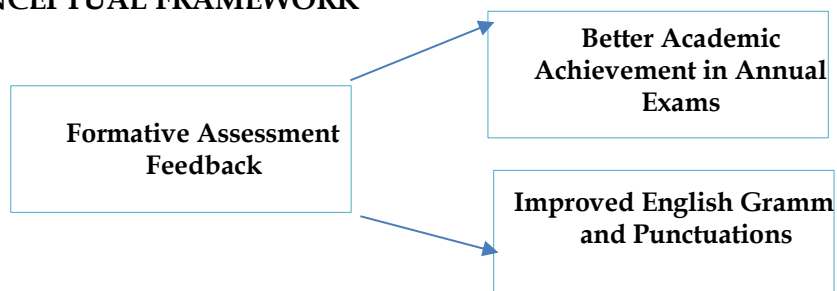 NCEPTUAL FRAMEWORK
Better Academic
Achievement in Annual
Exams
Formative Assessment
Feedback
Improved English Gramm
and Punctuations